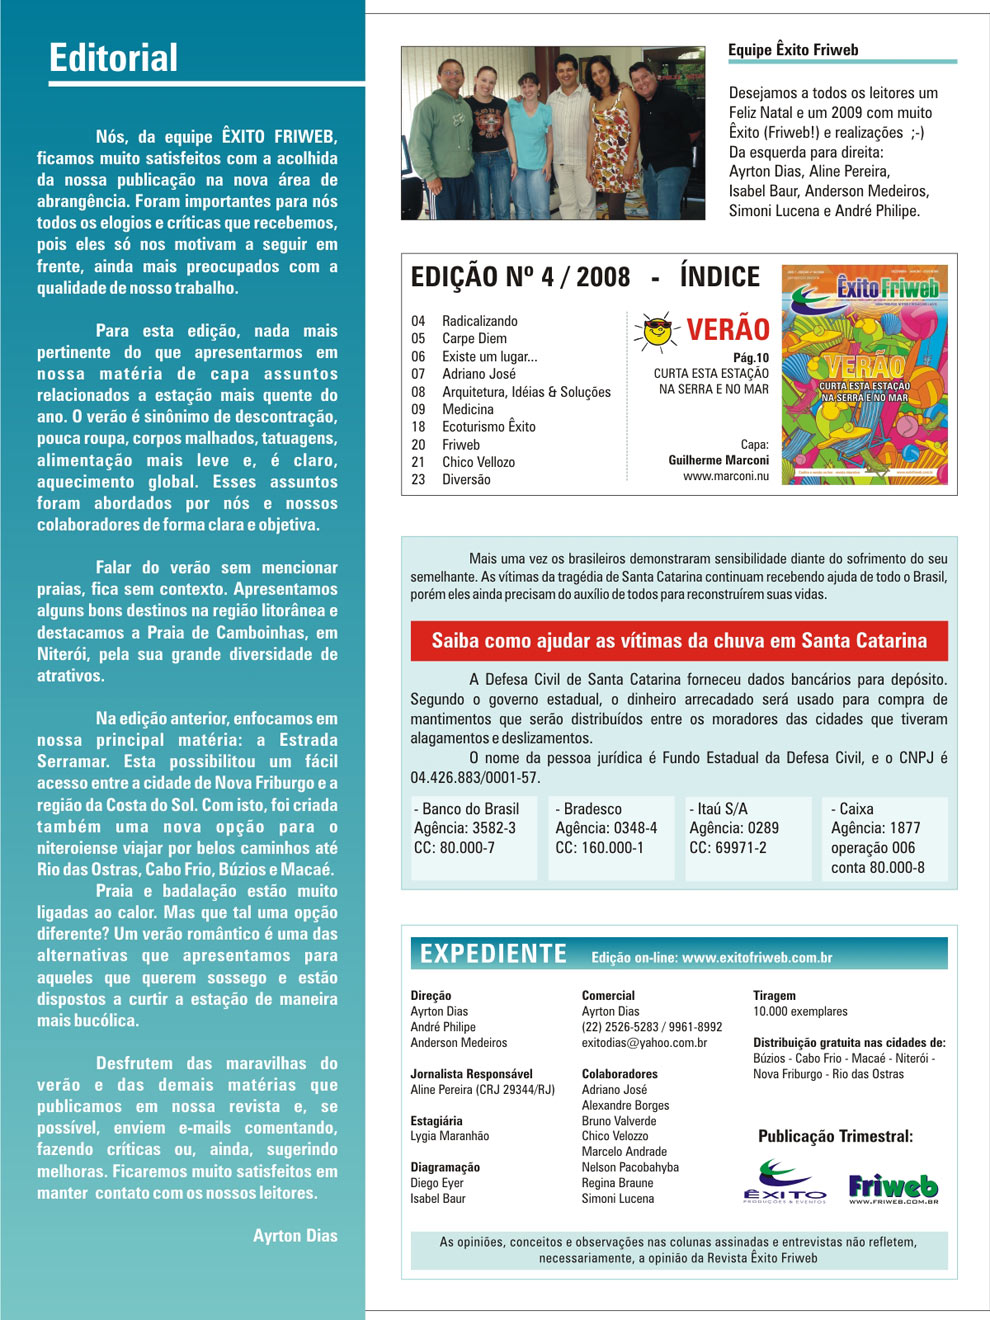 Editorial
Nós, da equipe ÊXITO FRIWEB,
ficamos muito satisfeitos com a acolhida
da nossa publicação na nova área de
abrangência. Foram importantes para nós
todos os elogios e críticas que recebemos,
pois eles só nos motivam a seguir em
frente, ainda mais preocupados com a
qualidade de nosso trabalho.
Para esta edição, nada mais
pertinente do que apresentarmos em
nossa matéria de capa assuntos
relacionados a estação mais quente do
ano. O verão é sinônimo de descontração,
pouca roupa, corpos malhados, tatuagens,
alimentação mais leve e, é claro,
aquecimento global. Esses assuntos
foram abordados por nós e nossos
colaboradores de forma clara e objetiva.
Falar do verão sem mencionar
praias, fica sem contexto. Apresentamos
alguns bons destinos na região litorânea e
destacamos a Praia de Camboinhas, em
Niterói, pela sua grande diversidade de
atrativos.
Na edição anterior, enfocamos em
nossa principal matéria: a Estrada
Serramar. Esta possibilitou um fácil
acesso entre a cidade de Nova Friburgo e a
região da Costa do Sol. Com isto, foi criada
também uma nova opção para o
niteroiense viajar por belos caminhos até
Rio das Ostras, Cabo Frio, Búzios e Macaé.
Praia e badalação estão muito
ligadas ao calor. Mas que tal uma opção
diferente? Um verão romântico é uma das
alternativas que apresentamos para
aqueles que querem sossego e estão
dispostos a curtir a estação de maneira
mais bucólica.
Desfrutem das maravilhas do
verão e das demais matérias que
publicamos em nossa revista e, se
possível, enviem e-mails comentando,
fazendo críticas ou, ainda, sugerindo
melhoras. Ficaremos muito satisfeitos em
manter contato com os nossos leitores.
Ayrton Dias
Equipe Êxito Friweb
Desejamos a todos os leitores um
Feliz Natal e um 2009 com muito
Êxito (Friweb!) e realizações ;-)
Da esquerda para direita:
Ayrton Dias, Aline Pereira,
Isabel Baur, Anderson Medeiros,
Simoni Lucena e André Philipe.
EDIÇÃO Nº 4 / 2008 - ÍNDICE
04 Radicalizando
05 Carpe Diem
06 Existe um lugar...
07 Adriano José
08 Arquitetura, Idéias & Soluções
09 Medicina
18 Ecoturismo Êxito
20 Friweb
21 Chico Vellozo
23 Diversão
VERÃO
Pág.10
CURTA ESTA ESTAÇÃO
NA SERRA E NO MAR
Capa:
Guilherme Marconi
www.marconi.nu
Êxito Friweb
VERÃO
CURTA ESTA ESTAÇÃO
NA SERRA E NO MAR
Mais uma vez os brasileiros demonstraram sensibilidade diante do sofrimento do seu
semelhante. As vítimas da tragédia de Santa Catarina continuam recebendo ajuda de todo o Brasil,
porém eles ainda precisam do auxílio de todos para reconstruírem suas vidas.
Saiba como ajudar as vítimas da chuva em Santa Catarina
A Defesa Civil de Santa Catarina forneceu dados bancários para depósito.
Segundo o governo estadual, o dinheiro arrecadado será usado para compra de
mantimentos que serão distribuídos entre os moradores das cidades que tiveram
alagamentos e deslizamentos.
O nome da pessoa jurídica é Fundo Estadual da Defesa Civil, e o CNPJ é
04.426.883/0001-57.
- Banco do Brasil
Agência: 3582-3
CC: 80.000-7
- Bradesco
Agência: 0348-4
CC: 160.000-1
- Itaú S/A
Agência: 0289
CC: 69971-2
- Caixa
Agência: 1877
operação 006
conta 80.000-8
EXPEDIENTE Edição on-line: www.exitofriweb.com.br
Direção
Ayrton Dias
André Philipe
Anderson Medeiros
Jornalista Responsável
Aline Pereira (CRJ 29344/RJ)
Estagiária
Lygia Maranhão
Diagramação
Diego Eyer
Isabel Baur
Comercial
Ayrton Dias
(22) 2526-5283 / 9961-8992
exitodias@yahoo.com.br
Colaboradores
Adriano José
Alexandre Borges
Bruno Valverde
Chico Velozzo
Marcelo Andrade
Nelson Pacobahyba
Regina Braune
Simoni Lucena
Tiragem
10.000 exemplares
Distribuição gratuita nas cidades de:
Búzios - Cabo Frio - Macaé - Niterói -
Nova Friburgo - Rio das Ostras
Publicação Trimestral:
ÊXITO
PRODUÇÕES & EVENTOS
Friweb
WWW.FRIWEB.COM.BR
As opiniões, conceitos e observações nas colunas assinadas e entrevistas não refletem,
necessariamente, a opinião da Revista Êxito Friweb